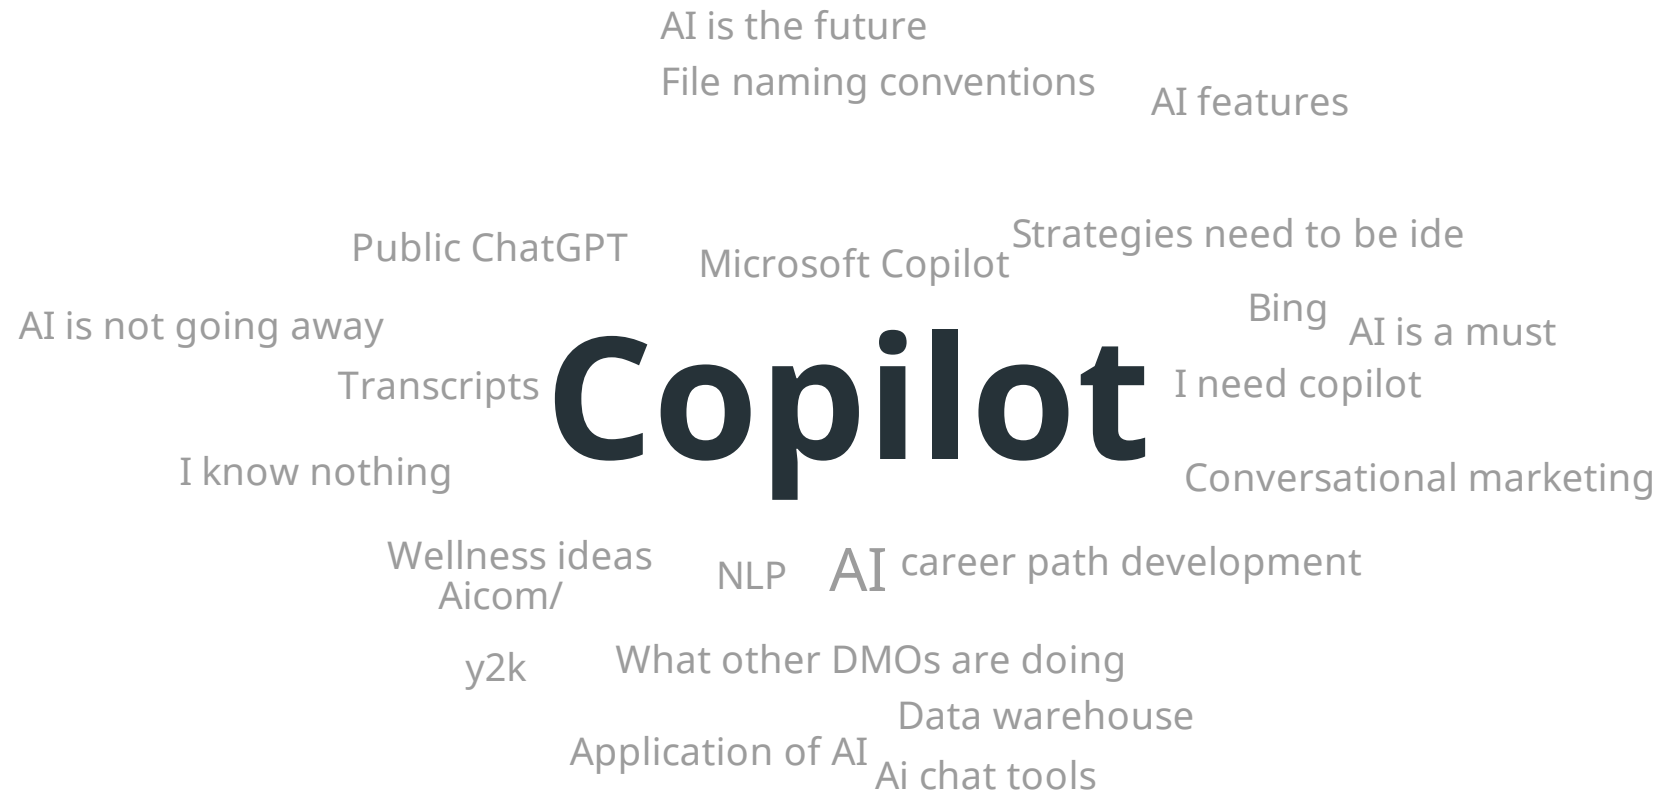 AI is the future
File naming conventions
AI features
Strategies need to be ide
Public ChatGPT
Microsoft Copilot
Bing
AI is not going away
AI is a must
Transcripts
Copilot
I need copilot
I know nothing
Conversational marketing
Wellness ideas
NLP
AI
career path development
Aicom/
y2k
What other DMOs are doing
Data warehouse
Application of AI
Ai chat tools